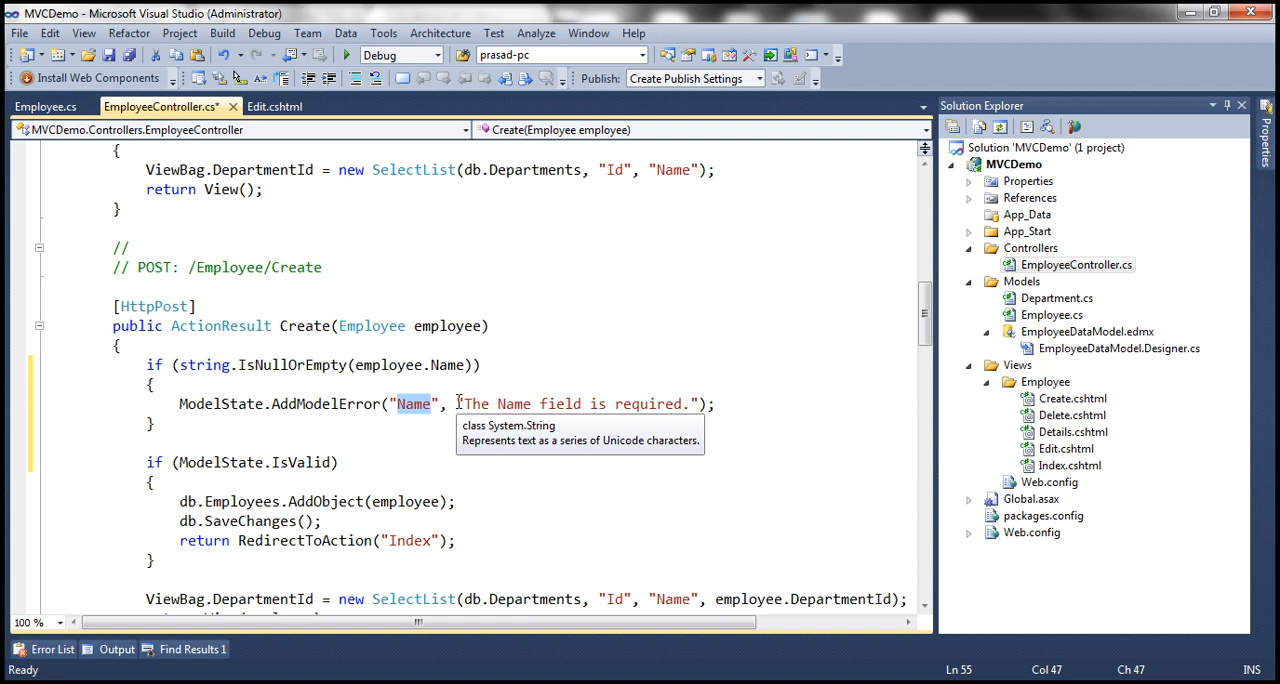 MVCDemo - Microsoft Visual Studio (Administrator)
File Edit View Refactor Project Build Debug Team Data Tools Architecture Test Analyze Window Help
Debug prasad-pc
Install Web Components Publish: Create Publish Settings
Employee.cs EmployeeController.cs* Edit.cshtml
MVCDemo.Controllers.EmployeeController Create(Employee employee)
{
ViewBag.DepartmentId = new SelectList(db.Departments, "Id", "Name");
return View();
}
//
// POST: /Employee/Create
[HttpPost]
public ActionResult Create(Employee employee)
{
if (string.IsNullOrEmpty(employee.Name))
{
ModelState.AddModelError("Name", "The Name field is required.");
}
class System.String
Represents text as a series of Unicode characters.
if (ModelState.IsValid)
{
db.Employees.AddObject(employee);
db.SaveChanges();
return RedirectToAction("Index");
}
ViewBag.DepartmentId = new SelectList(db.Departments, "Id", "Name", employee.DepartmentId);
100 %
Error List Output Find Results 1
Ready Ln 55 Col 47 Ch 47 INS
Solution Explorer
Solution 'MVCDemo' (1 project)
MVCDemo
Properties
References
App_Data
App_Start
Controllers
EmployeeController.cs
Models
Department.cs
Employee.cs
EmployeeDataModel.edmx
EmployeeDataModel.Designer.cs
Views
Employee
Create.cshtml
Delete.cshtml
Details.cshtml
Edit.cshtml
Index.cshtml
Web.config
Global.asax
packages.config
Web.config
Properties